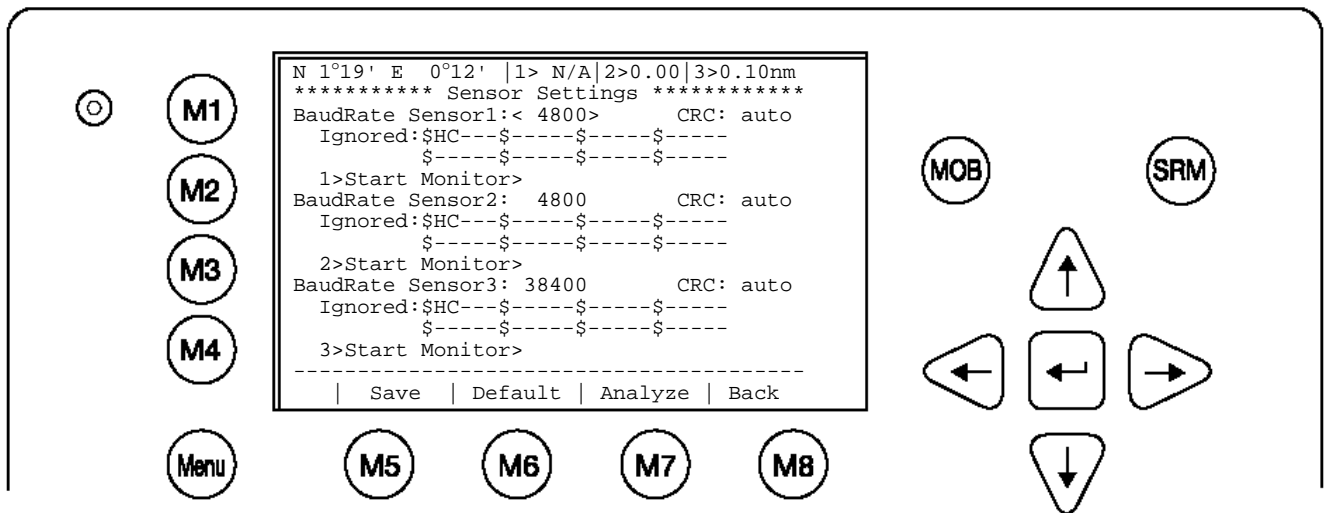 N 1°19' E   0°12' |1> N/A|2>0.00|3>0.10nm
*********** Sensor Settings ************
BaudRate Sensor1:< 4800>      CRC: auto
  Ignored:$HC---$-----$-----$-----
          $-----$-----$-----$-----
  1>Start Monitor>
BaudRate Sensor2:  4800       CRC: auto
  Ignored:$HC---$-----$-----$-----
          $-----$-----$-----$-----
  2>Start Monitor>
BaudRate Sensor3: 38400       CRC: auto
  Ignored:$HC---$-----$-----$-----
          $-----$-----$-----$-----
  3>Start Monitor>
----------------------------------------
   |  Save  | Default | Analyze | Back
M1
M2
M3
M4
Menu
M5
M6
M7
M8
MOB
SRM